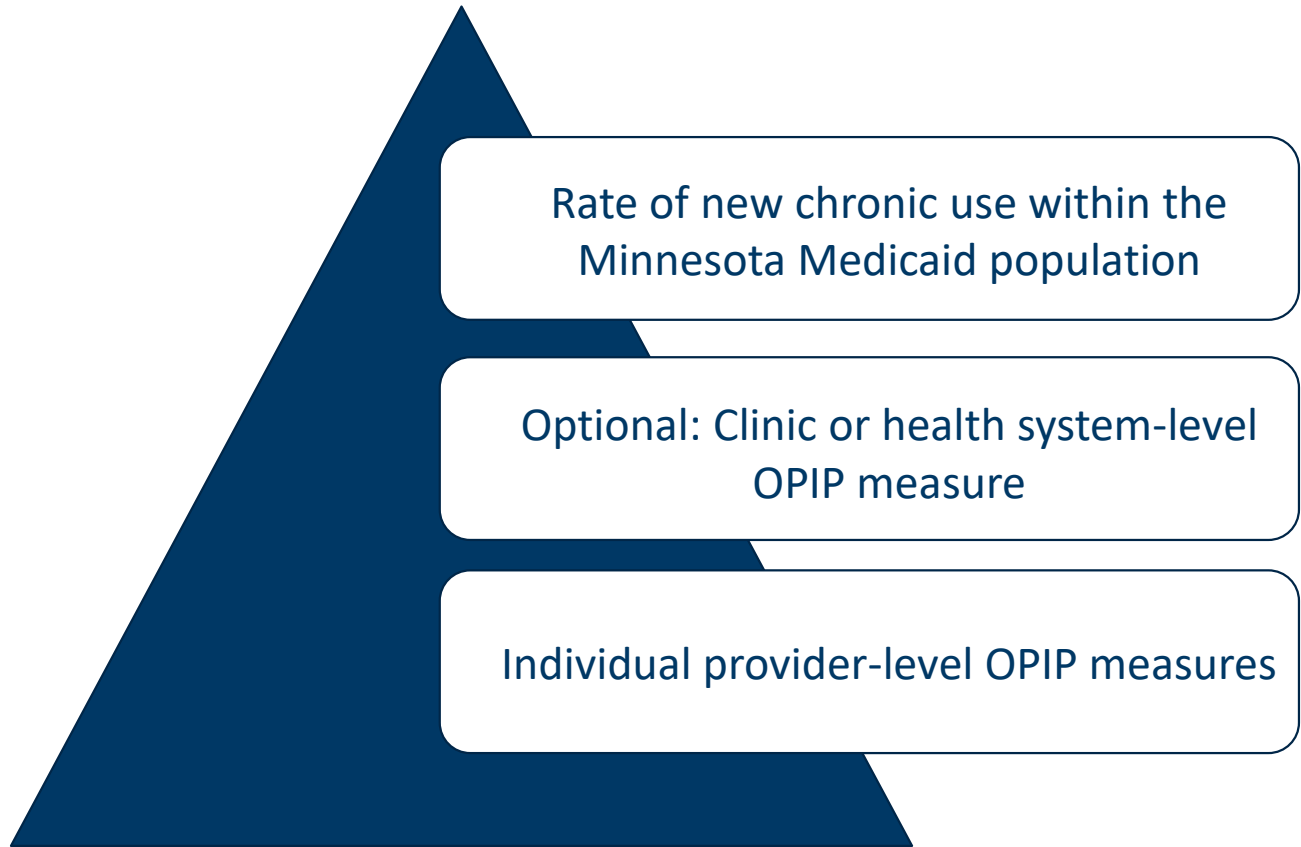 Rate of new chronic use within the
Minnesota Medicaid population
Optional: Clinic or health system-level
OPIP measure
Individual provider-level OPIP measures